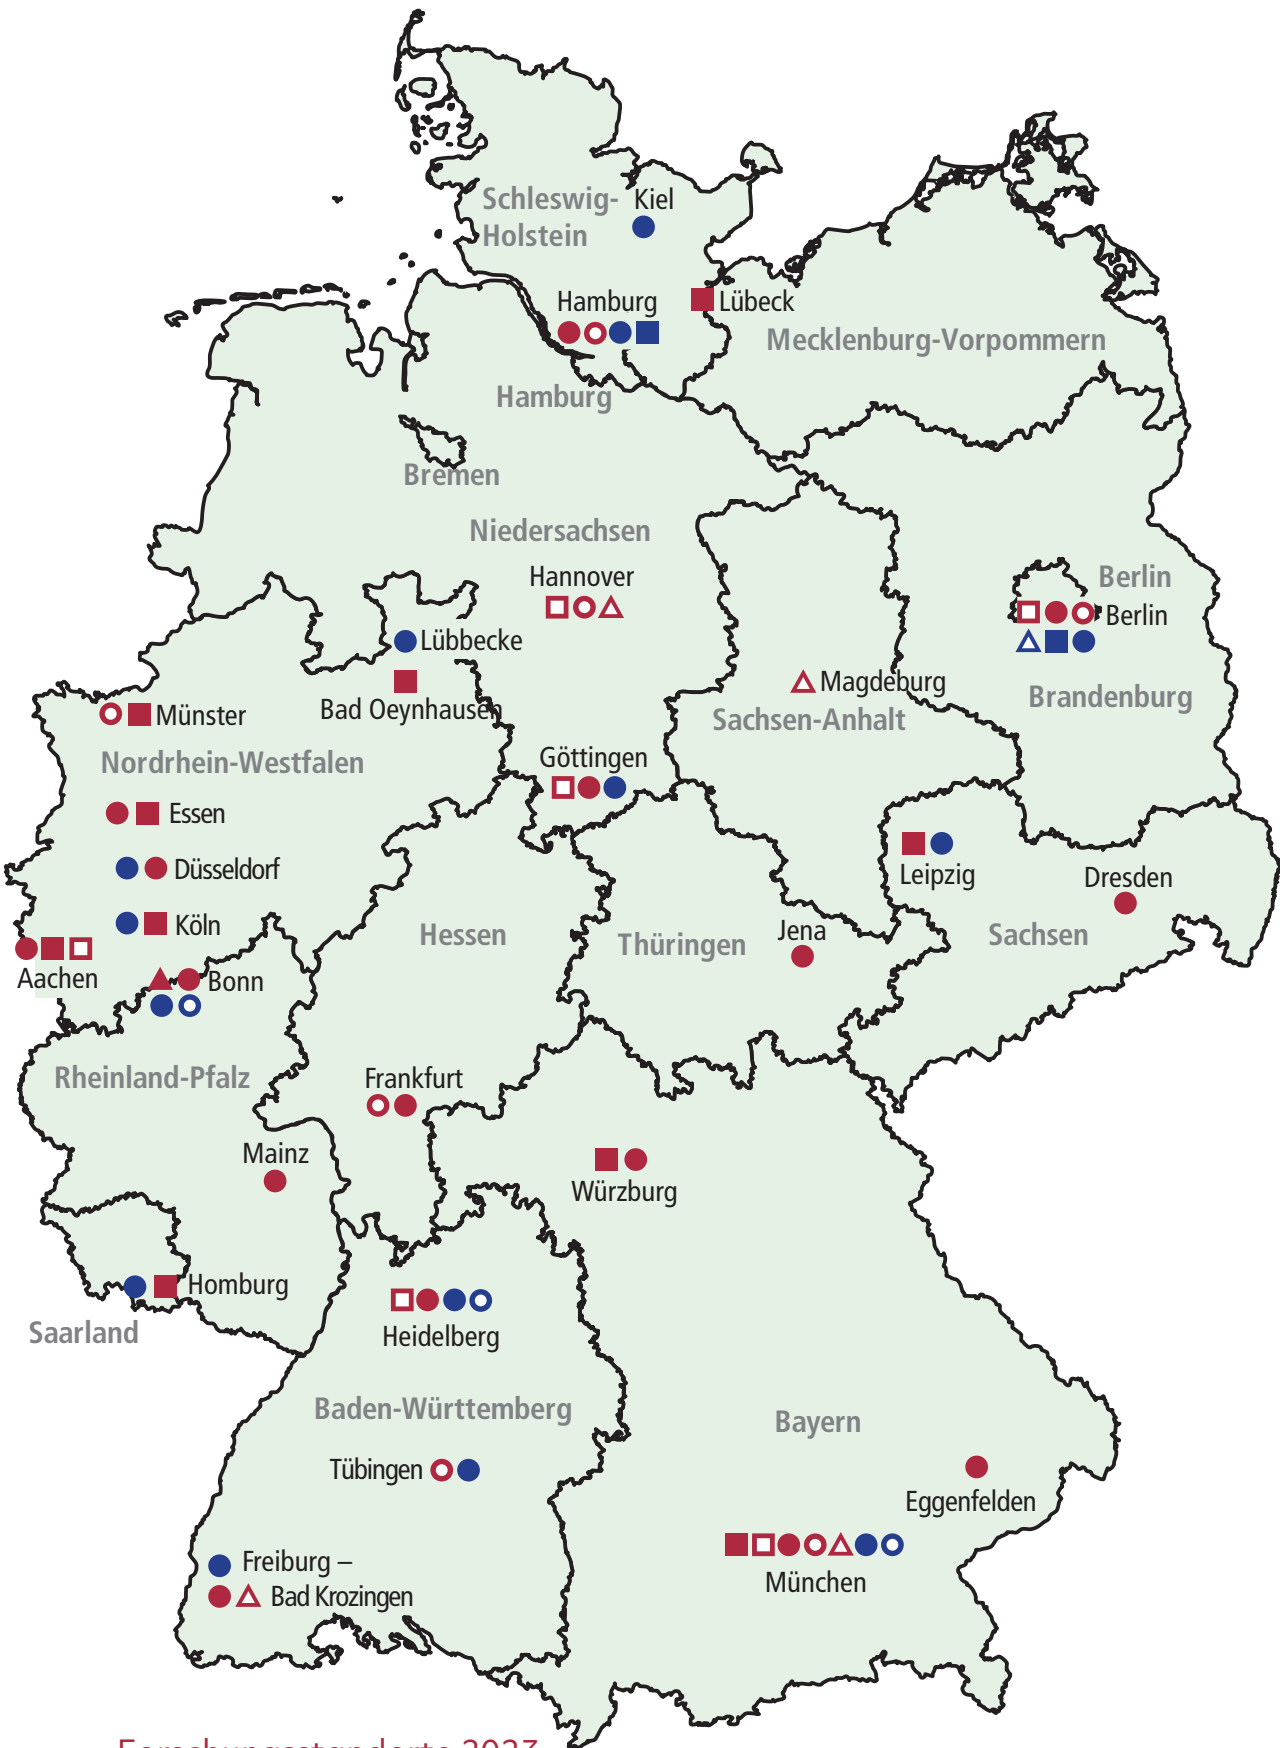 Schleswig-
Holstein
Kiel
Hamburg
Lübeck
Mecklenburg-Vorpommern
Hamburg
Bremen
Niedersachsen
Hannover
Berlin
Berlin
Lübbecke
Bad Oeynhausen
Magdeburg
Sachsen-Anhalt
Brandenburg
Münster
Nordrhein-Westfalen
Göttingen
Essen
Düsseldorf
Leipzig
Dresden
Köln
Hessen
Thüringen
Jena
Sachsen
Aachen
Bonn
Rheinland-Pfalz
Frankfurt
Mainz
Würzburg
Homburg
Saarland
Heidelberg
Baden-Württemberg
Bayern
Tübingen
Eggenfelden
Freiburg –
Bad Krozingen
München
Forschungsstandorte 2023